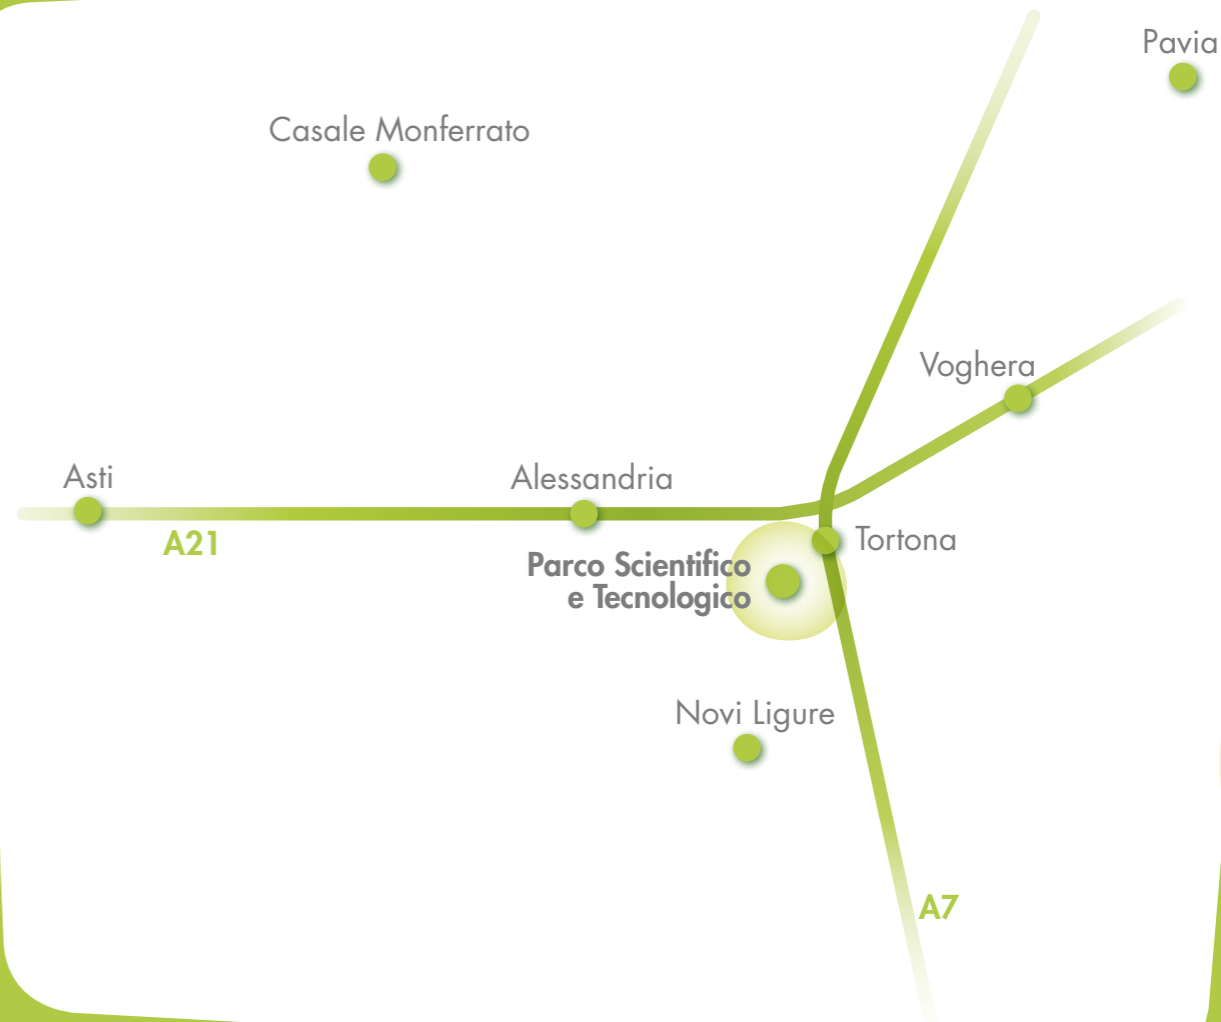 Pavia
Casale Monferrato
Voghera
Asti
Alessandria
A21
Tortona
Parco Scientifico
e Tecnologico
Novi Ligure
A7